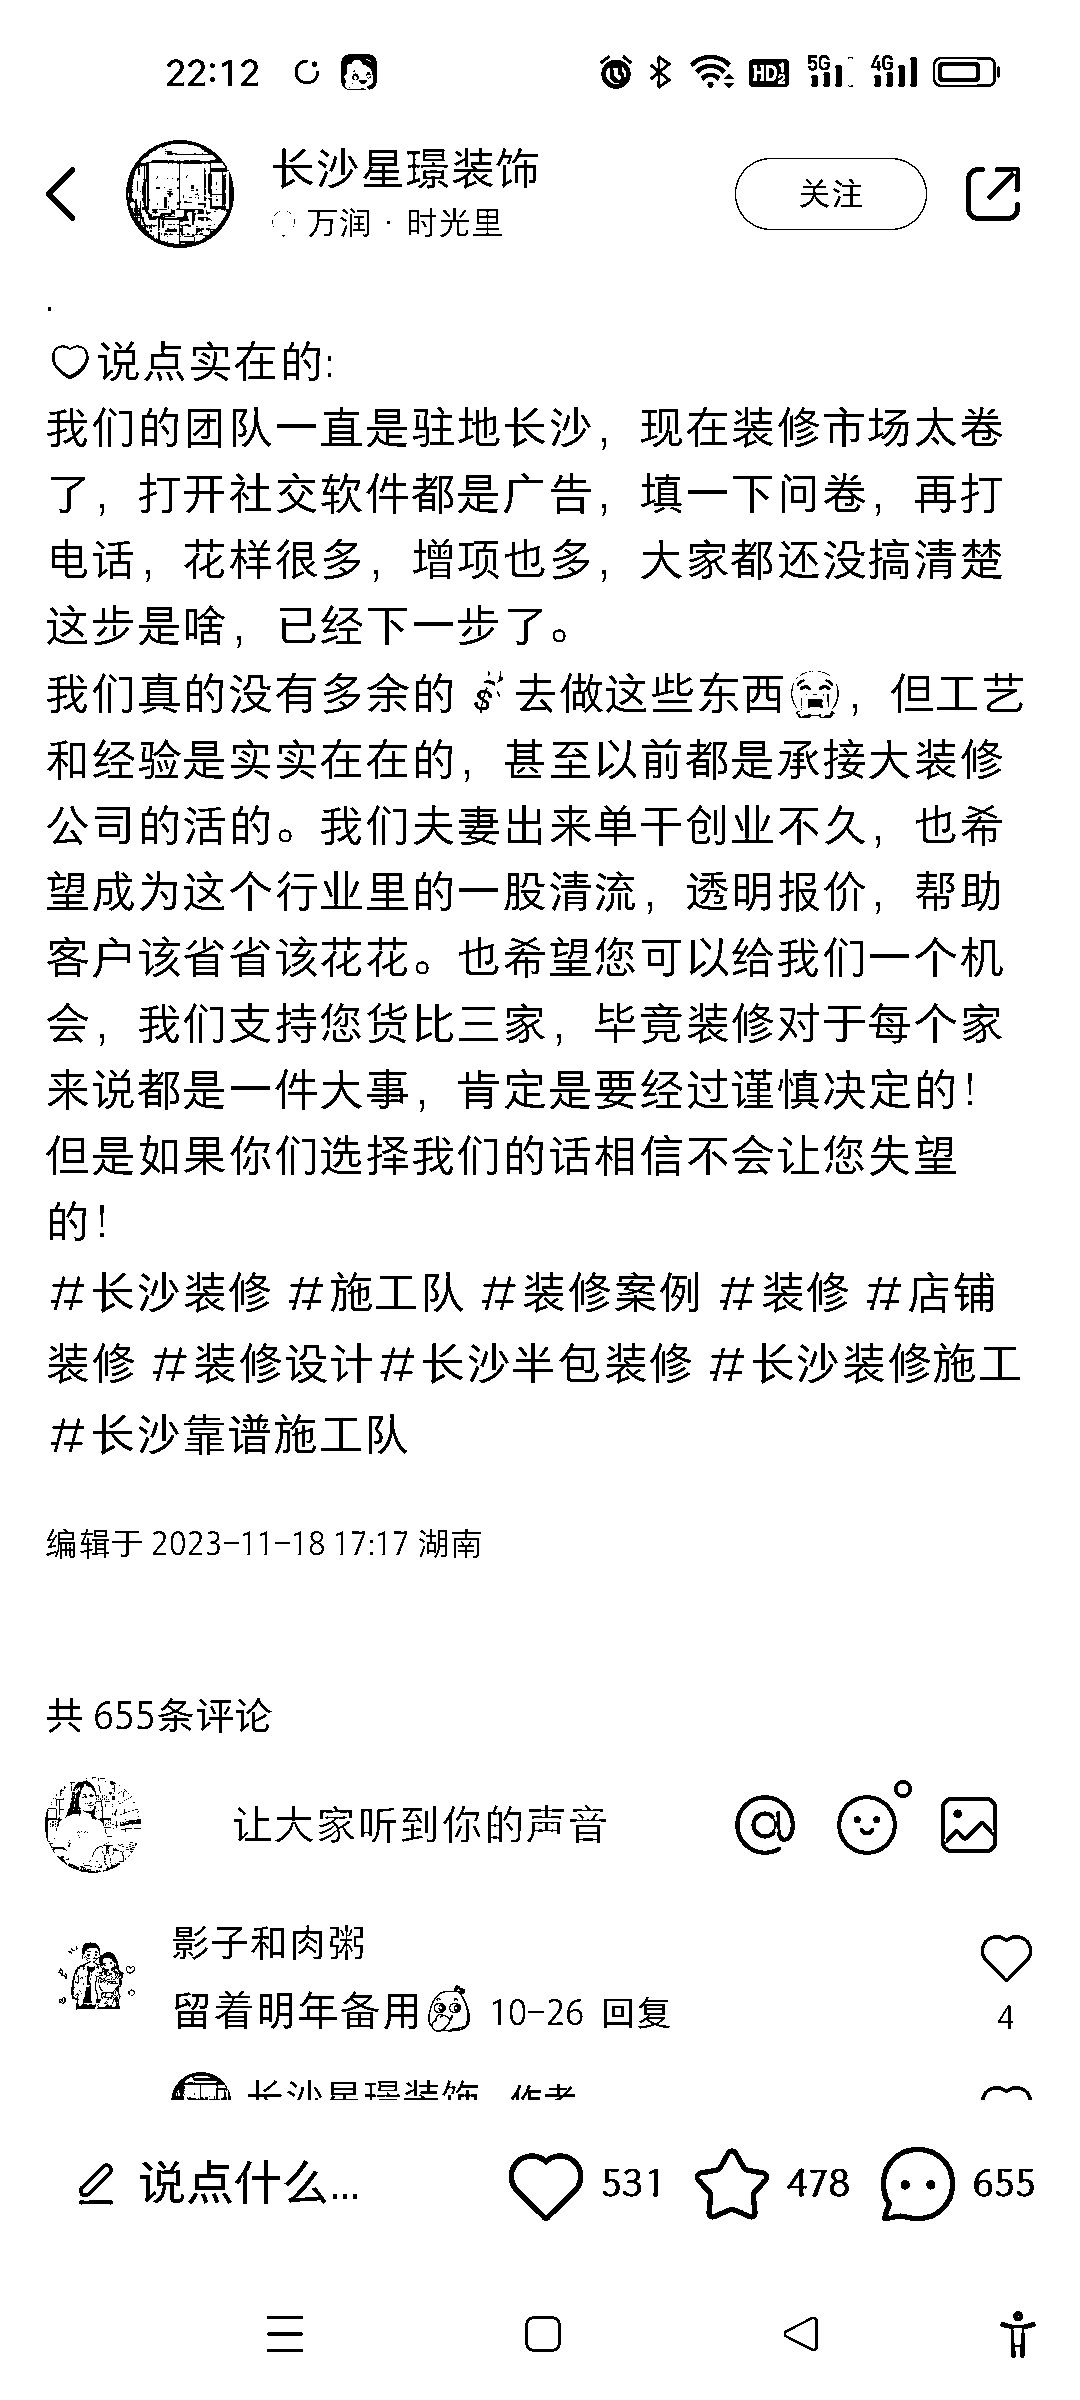 22:12
HD 1 2 5G 4G
长沙星璟装饰
万润 · 时光里
关注
.
♡说点实在的:
我们的团队一直是驻地长沙，现在装修市场太卷
了，打开社交软件都是广告，填一下问卷，再打
电话，花样很多，增项也多，大家都还没搞清楚
这步是啥，已经下一步了。
我们真的没有多余的💸去做这些东西😭，但工艺
和经验是实实在在的，甚至以前都是承接大装修
公司的活的。我们夫妻出来单干创业不久，也希
望成为这个行业里的一股清流，透明报价，帮助
客户该省省该花花。也希望您可以给我们一个机
会，我们支持您货比三家，毕竟装修对于每个家
来说都是一件大事，肯定是要经过谨慎决定的！
但是如果你们选择我们的话相信不会让您失望
的！
#长沙装修 #施工队 #装修案例 #装修 #店铺
装修 #装修设计#长沙半包装修 #长沙装修施工
#长沙靠谱施工队
编辑于 2023-11-18 17:17 湖南
共 655条评论
让大家听到你的声音
影子和肉粥
留着明年备用 10-26 回复
4
长沙星璟装饰 作者
说点什么... 531 478 655